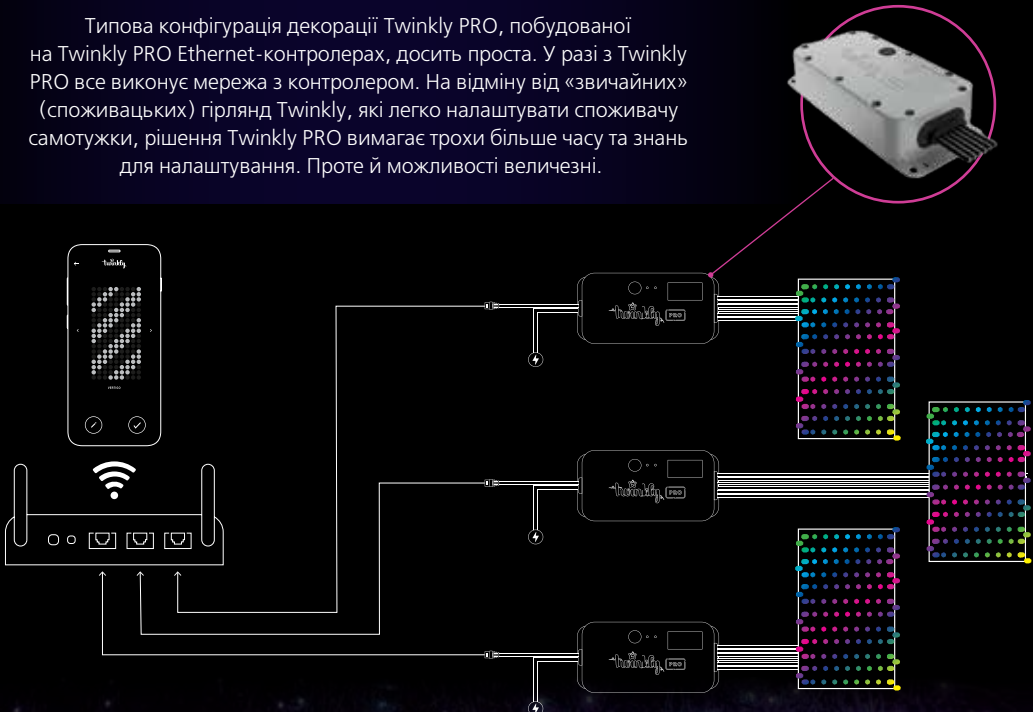 Типова конфігурація декорації Twinkly PRO, побудованої
на Twinkly PRO Ethernet-контролерах, досить проста. У разі з Twinkly
PRO все виконує мережа з контролером. На відміну від «звичайних»
(споживацьких) гірлянд Twinkly, які легко налаштувати споживачу
самотужки, рішення Twinkly PRO вимагає трохи більше часу та знань
для налаштування. Проте й можливості величезні.
twinkly
VERTIGO
twinkly PRO
twinkly PRO
twinkly PRO